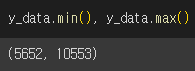 y_data.min(), y_data.max()
(5652, 10553)